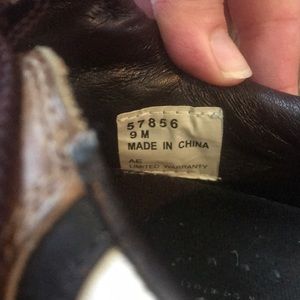 57856
9 M
MADE IN CHINA
AE
LIMITED WARRANTY